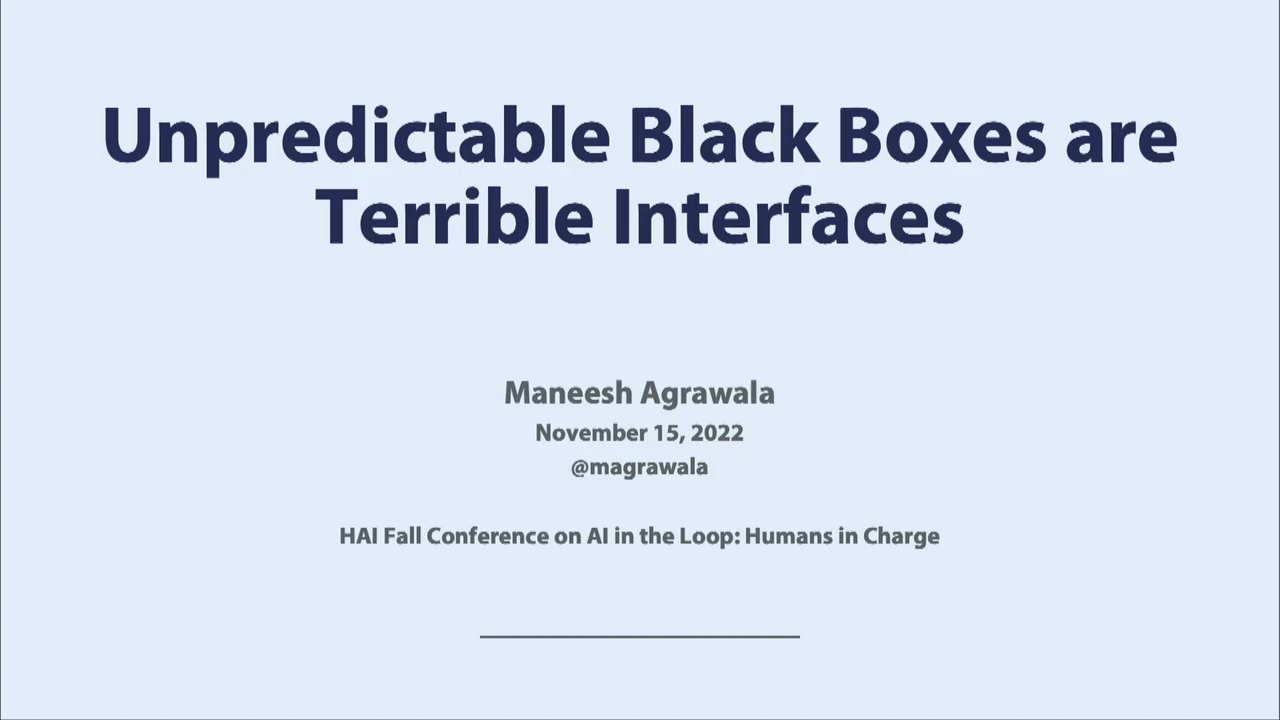 Unpredictable Black Boxes are
Terrible Interfaces
Maneesh Agrawala
November 15, 2022
@magrawala
HAI Fall Conference on AI in the Loop: Humans in Charge